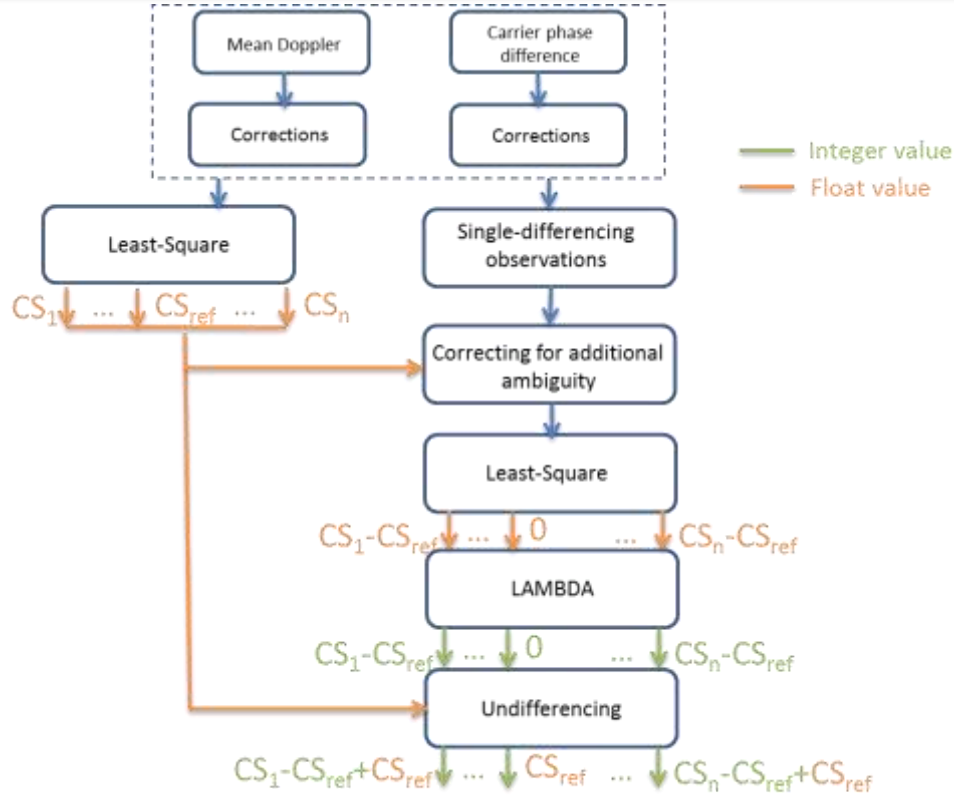 Mean Doppler
Carrier phase
difference
Corrections
Corrections
Integer value
Float value
Least-Square
Single-differencing
observations
CS1 ... CSref ... CSn
Correcting for additional
ambiguity
Least-Square
CS1-CSref ... 0 ... CSn-CSref
LAMBDA
CS1-CSref ... 0 ... CSn-CSref
Undifferencing
CS1-CSref+CSref ... CSref ... CSn-CSref+CSref